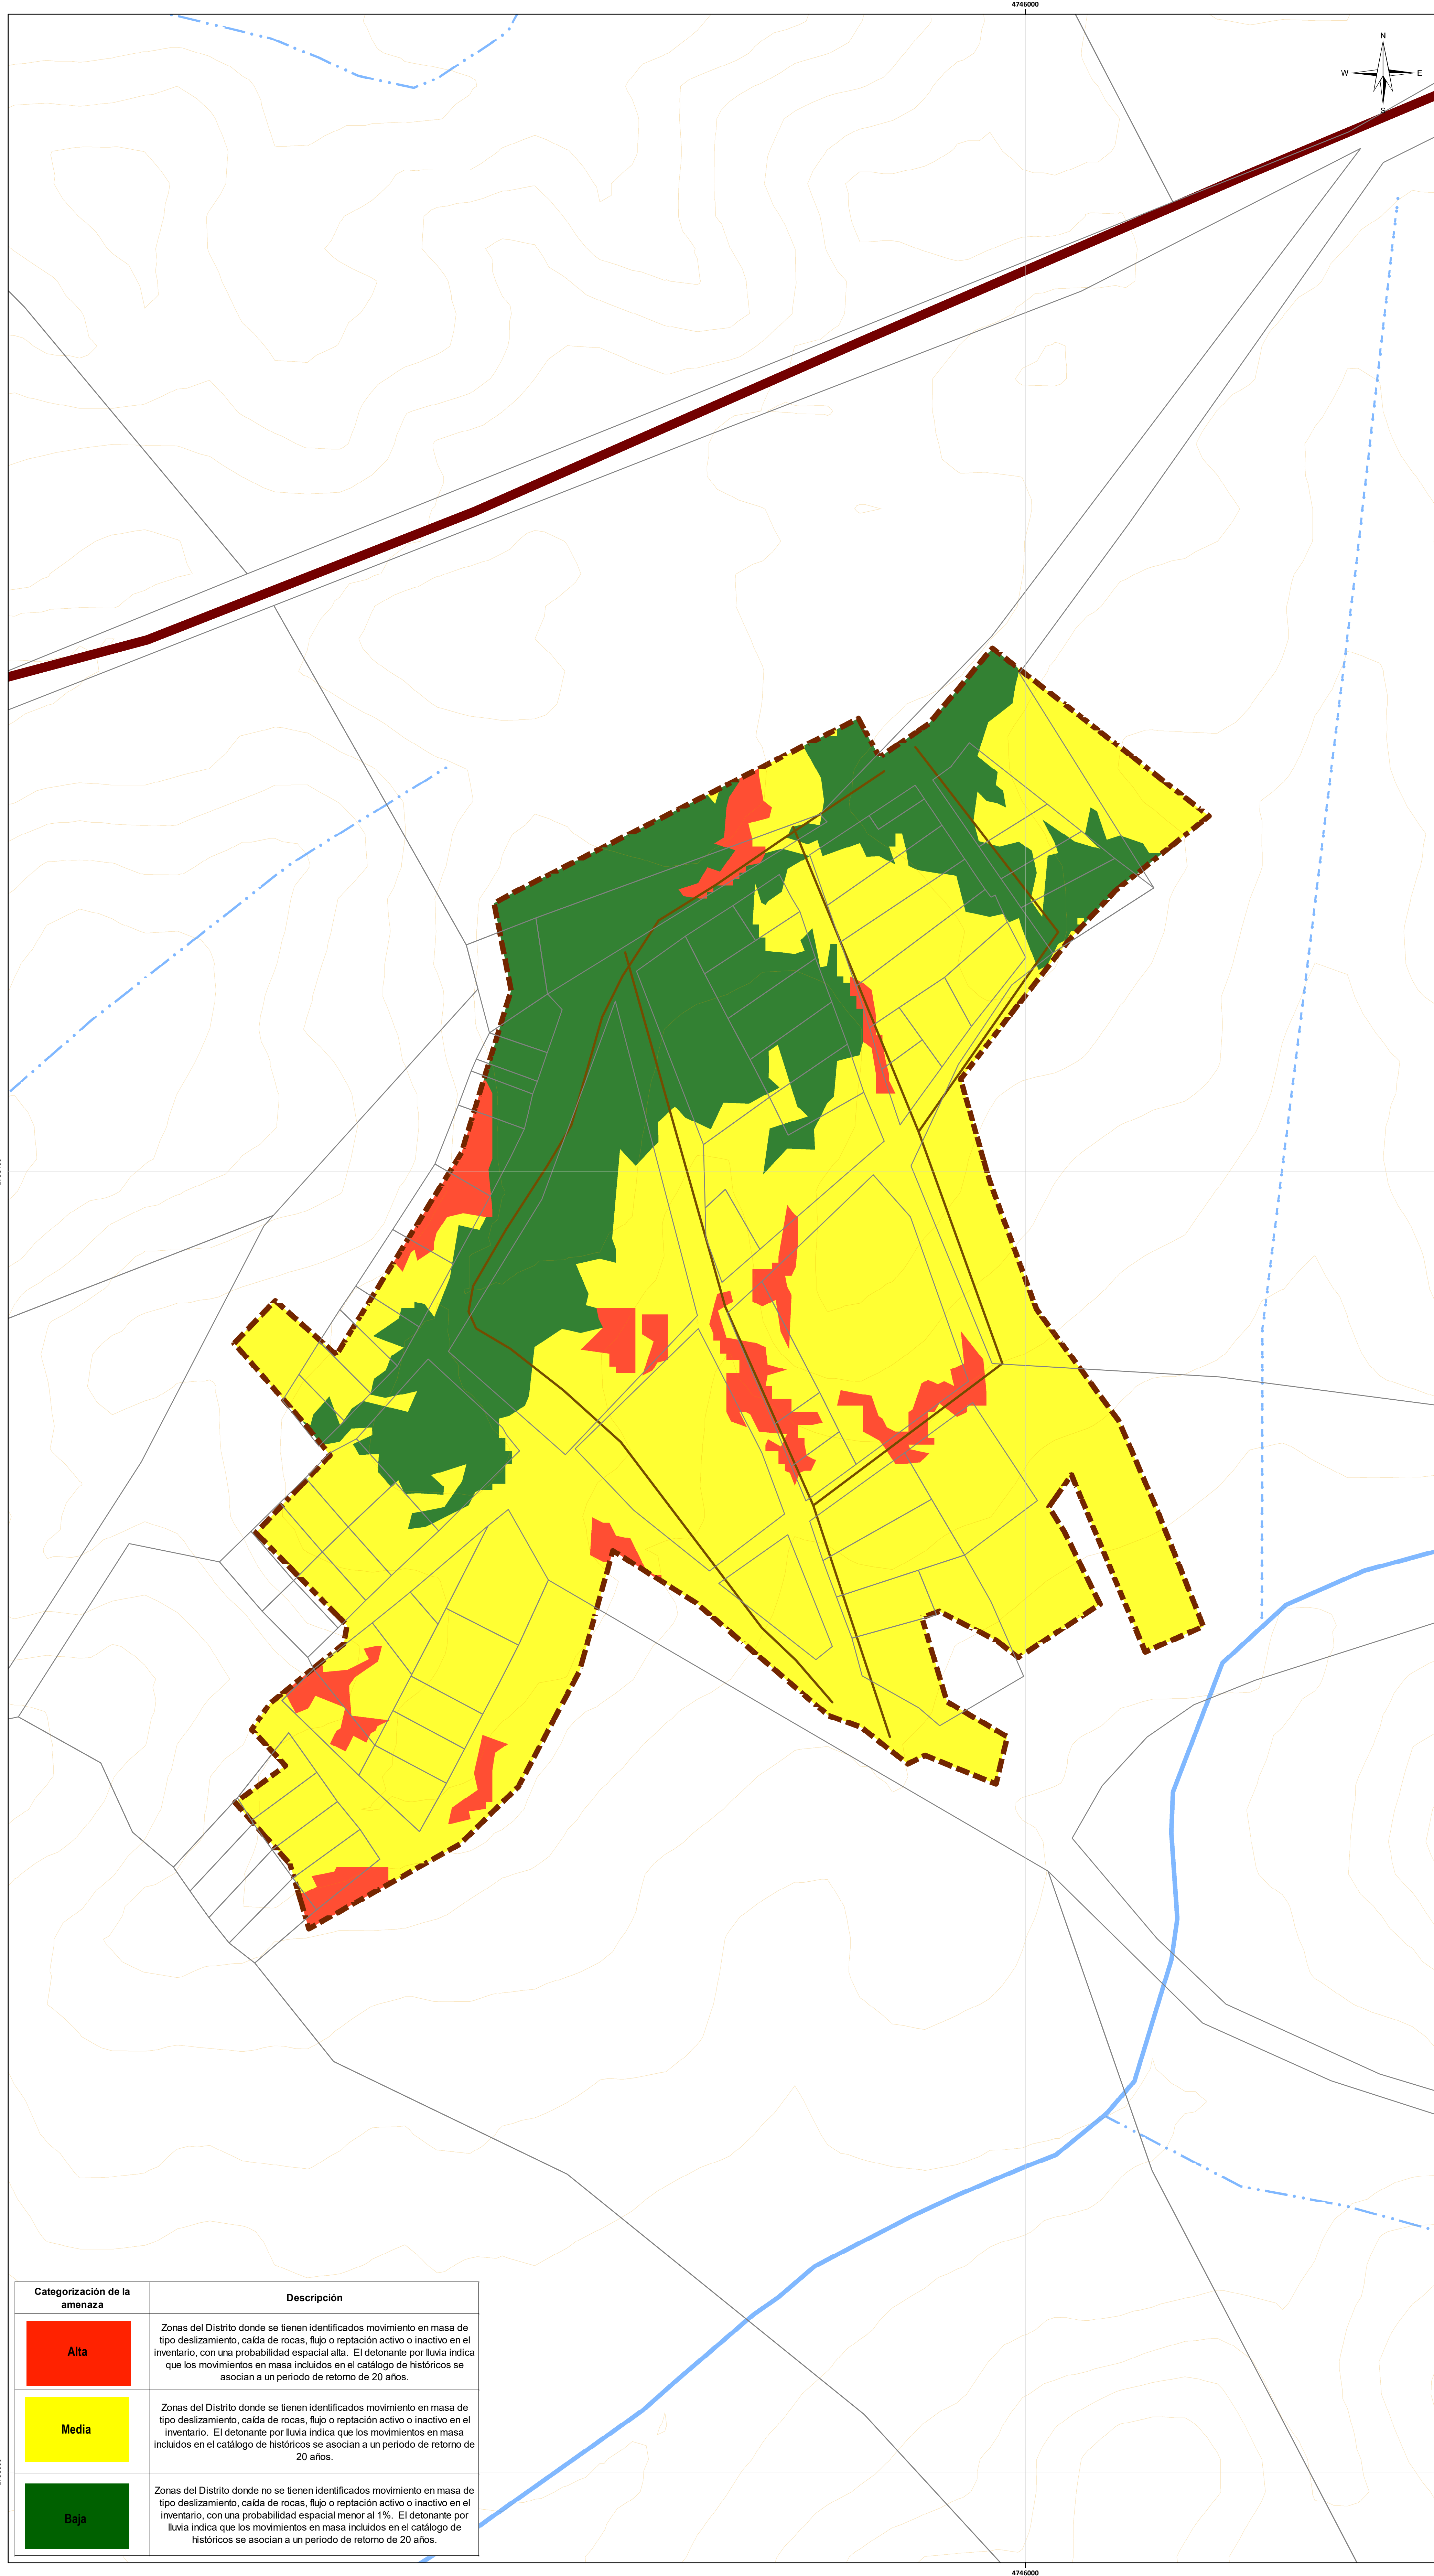 4746000
N
W
E
S
Categorización de la
amenaza
Descripción
Alta
Zonas del Distrito donde se tienen identificados movimiento en masa de
tipo deslizamiento, caída de rocas, flujo o reptación activo o inactivo en el
inventario, con una probabilidad espacial alta. El detonante por lluvia indica
que los movimientos en masa incluidos en el catálogo de históricos se
asocian a un periodo de retorno de 20 años.
Media
Zonas del Distrito donde se tienen identificados movimiento en masa de
tipo deslizamiento, caída de rocas, flujo o reptación activo o inactivo en el
inventario. El detonante por lluvia indica que los movimientos en masa
incluidos en el catálogo de históricos se asocian a un periodo de retorno de
20 años.
Baja
Zonas del Distrito donde no se tienen identificados movimiento en masa de
tipo deslizamiento, caída de rocas, flujo o reptación activo o inactivo en el
inventario, con una probabilidad espacial menor al 1%. El detonante por
lluvia indica que los movimientos en masa incluidos en el catálogo de
históricos se asocian a un periodo de retorno de 20 años.
4746000